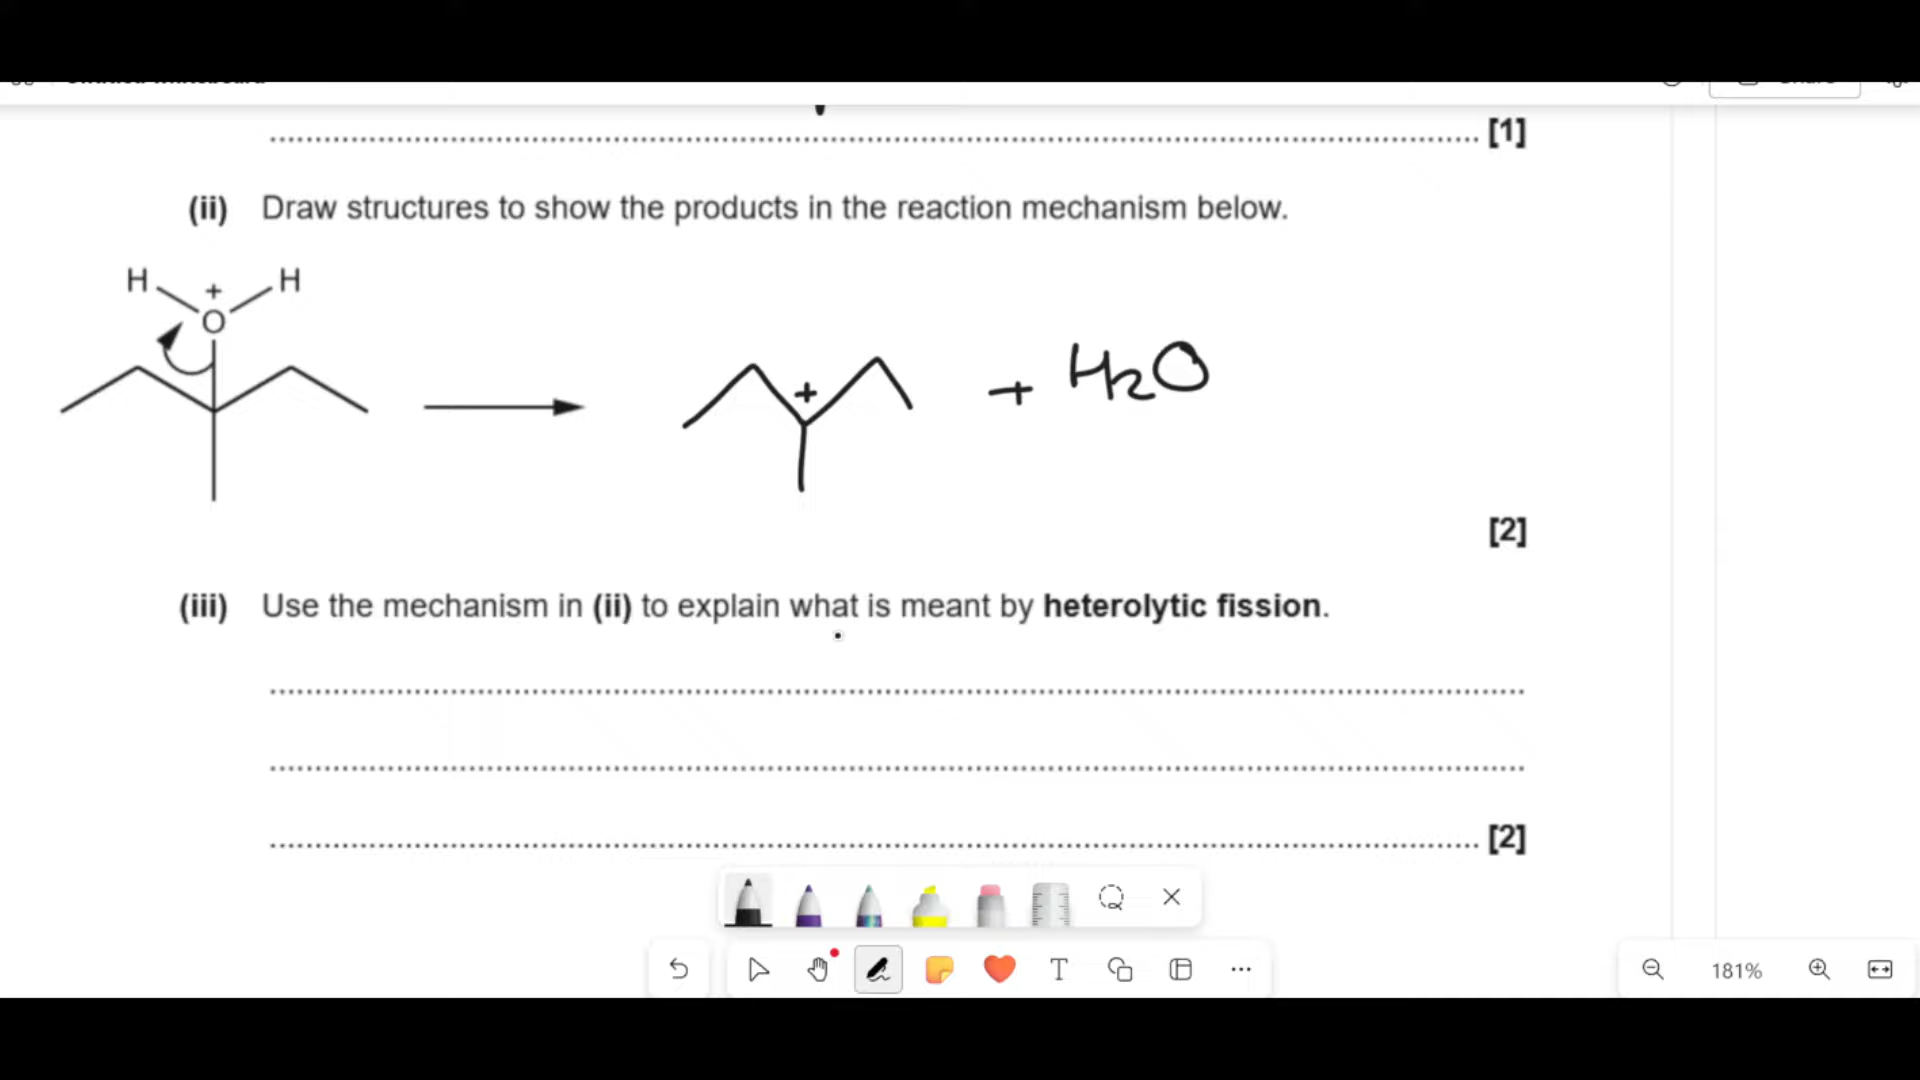 [1]
(ii) Draw structures to show the products in the reaction mechanism below.
H + H
O
+ + H2O
[2]
(iii) Use the mechanism in (ii) to explain what is meant by heterolytic fission.
[2]
T
181%